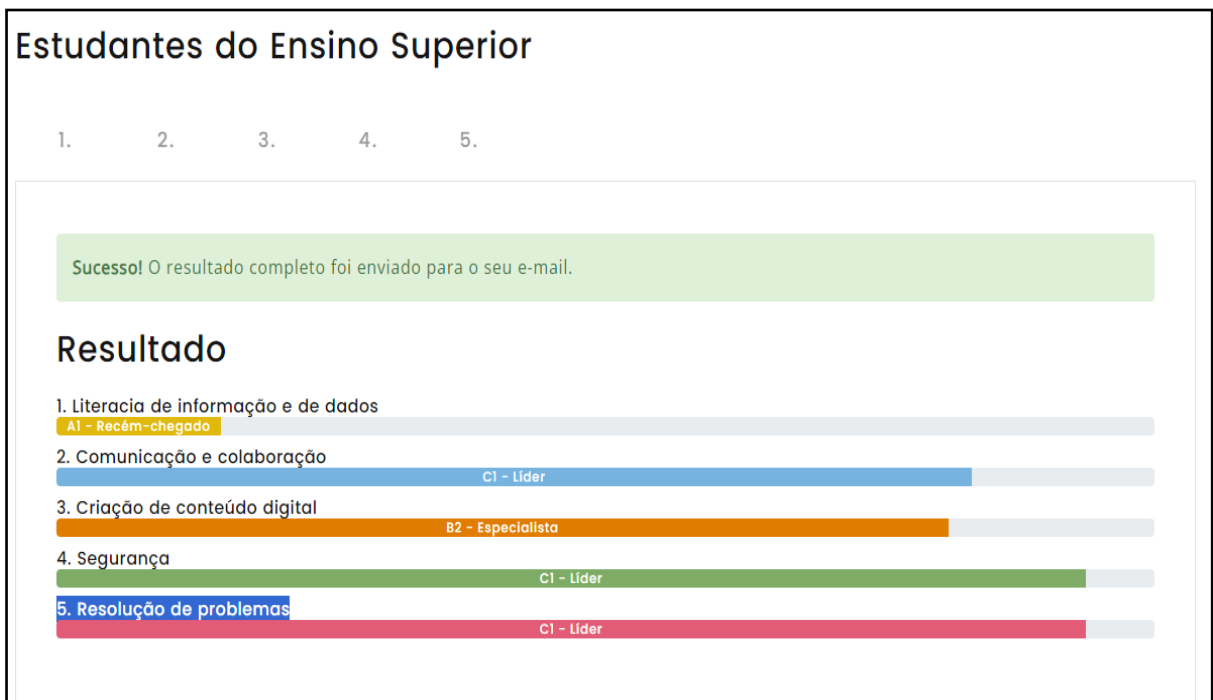 Estudantes do Ensino Superior
1. 2. 3. 4. 5.
Sucesso! O resultado completo foi enviado para o seu e-mail.
Resultado
1. Literacia de informação e de dados
A1 - Recém-chegado
2. Comunicação e colaboração
C1 - Líder
3. Criação de conteúdo digital
B2 - Especialista
4. Segurança
C1 - Líder
5. Resolução de problemas
C1 - Líder